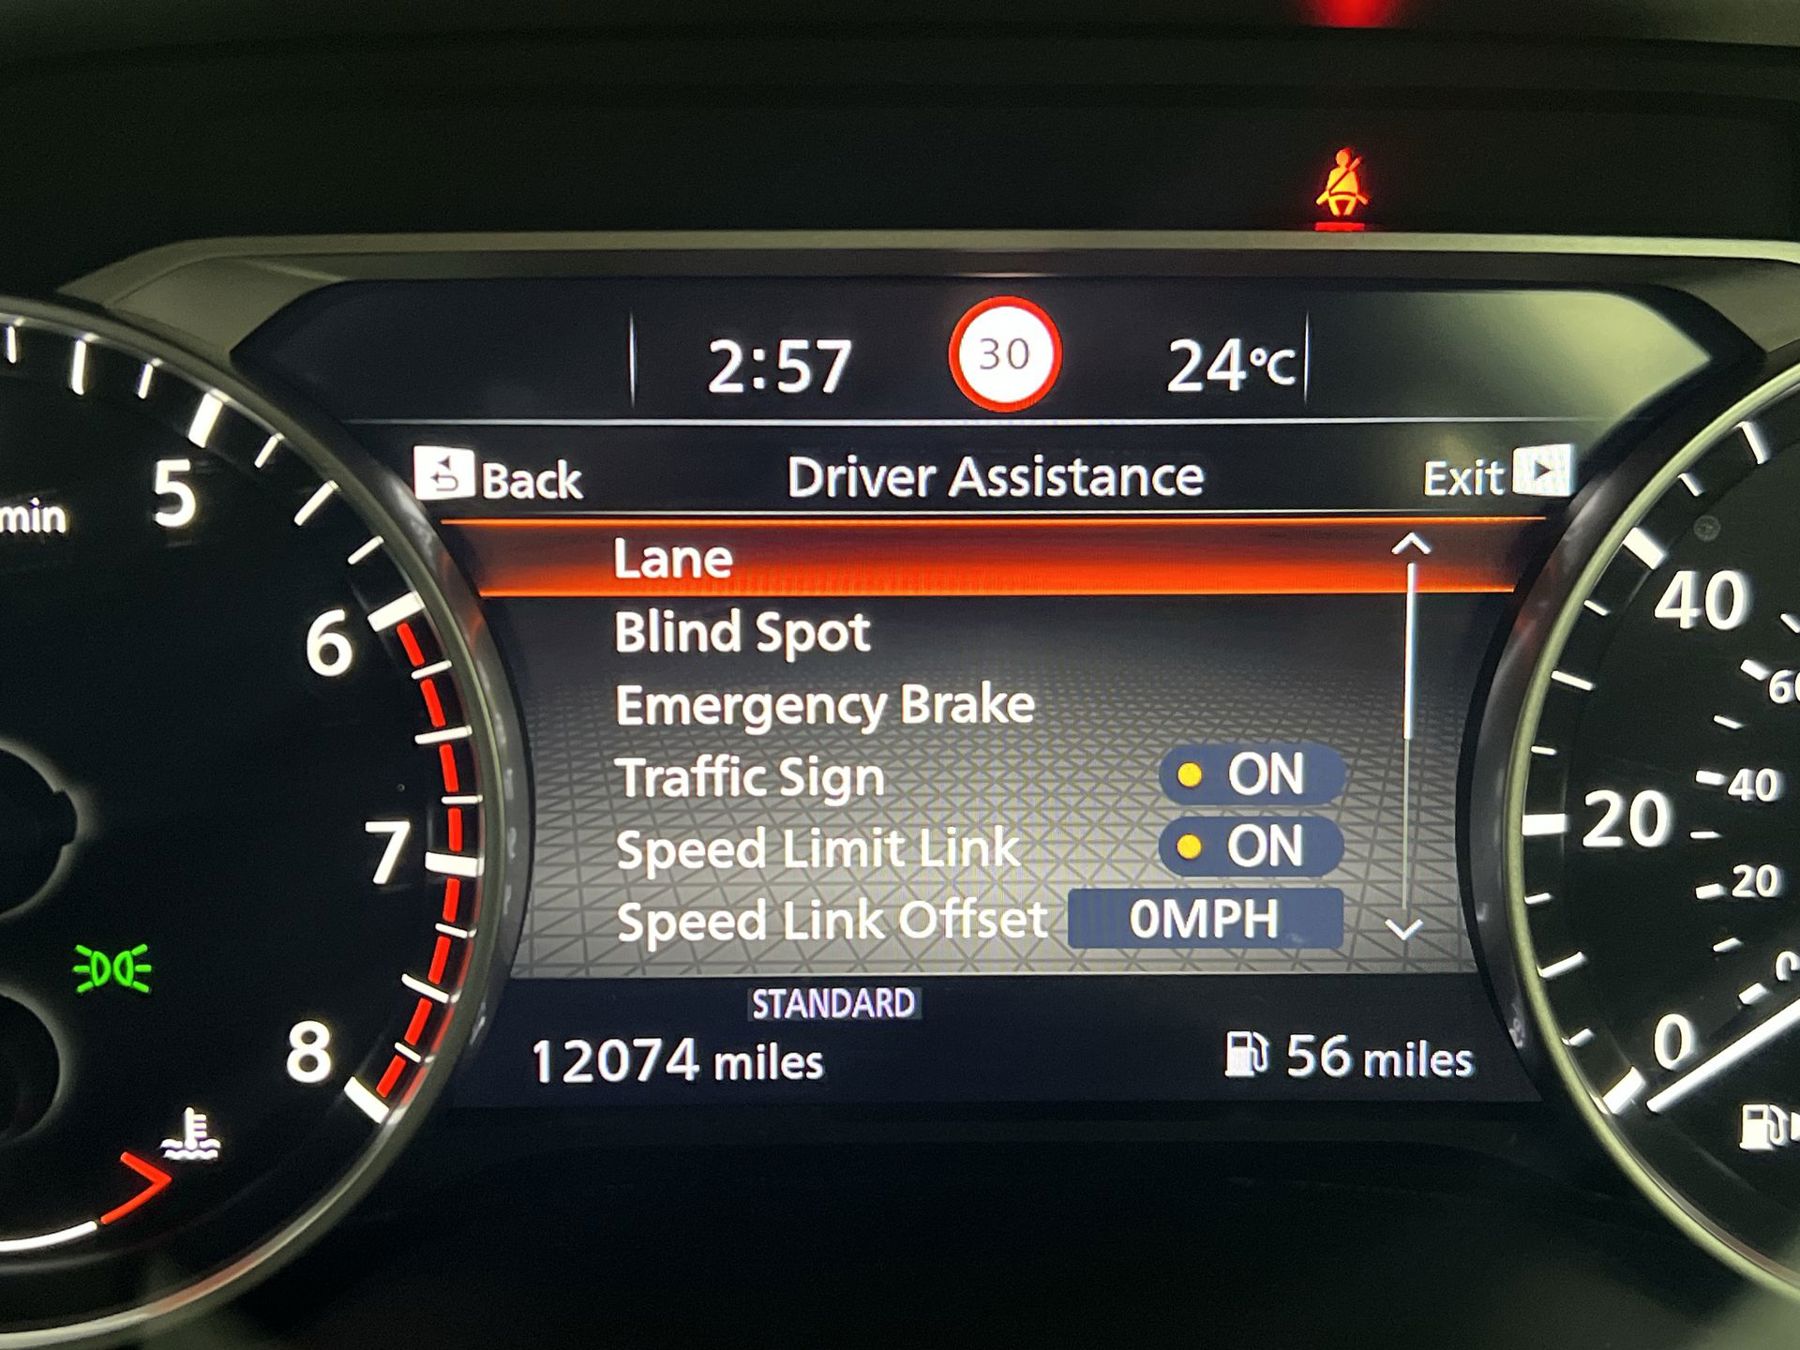 2:57 30 24°C
Back Driver Assistance Exit
Lane
Blind Spot
Emergency Brake
Traffic Sign ON
Speed Limit Link ON
Speed Link Offset 0MPH
STANDARD
12074 miles 56 miles
min
5
6
7
8
40
20
0
40
20
0